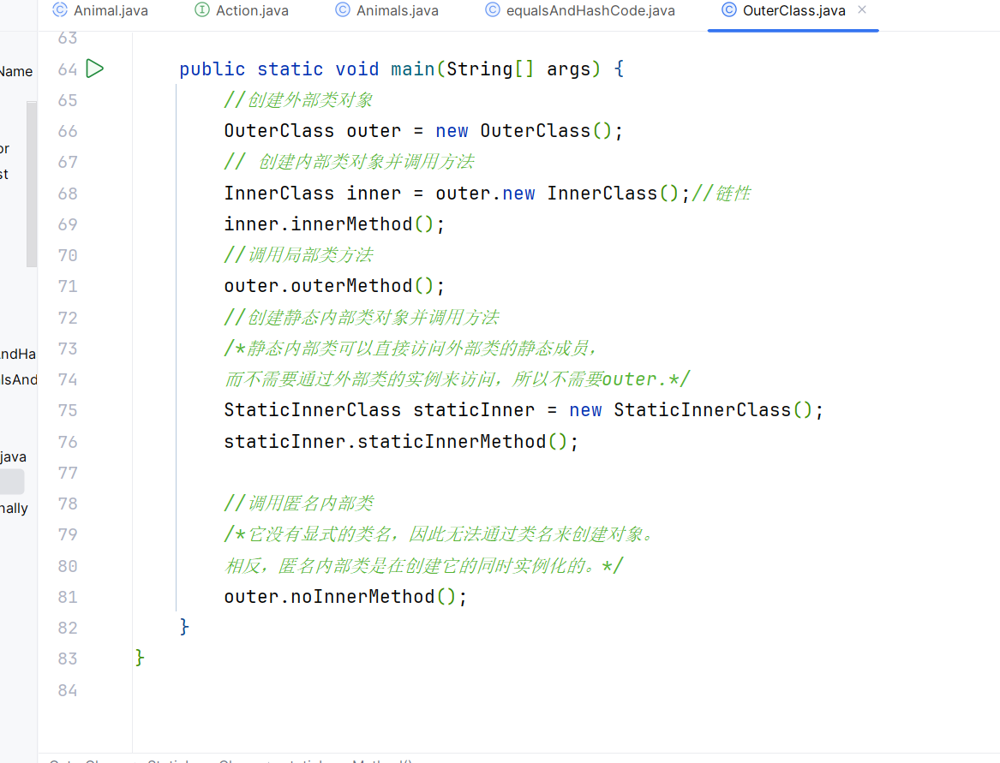 Animal.java Action.java Animals.java equalsAndHashCode.java OuterClass.java
63
64 public static void main(String[] args) {
65 //创建外部类对象
66 OuterClass outer = new OuterClass();
67 // 创建内部类对象并调用方法
68 InnerClass inner = outer.new InnerClass();//链性
69 inner.innerMethod();
70 //调用局部类方法
71 outer.outerMethod();
72 //创建静态内部类对象并调用方法
73 /*静态内部类可以直接访问外部类的静态成员,
74 而不需要通过外部类的实例来访问，所以不需要outer.*/
75 StaticInnerClass staticInner = new StaticInnerClass();
76 staticInner.staticInnerMethod();
77
78 //调用匿名内部类
79 /*它没有显式的类名，因此无法通过类名来创建对象。
80 相反，匿名内部类是在创建它的同时实例化的。*/
81 outer.noInnerMethod();
82 }
83 }
84
Name
or
st
AndHa
lsAnd
java
nally